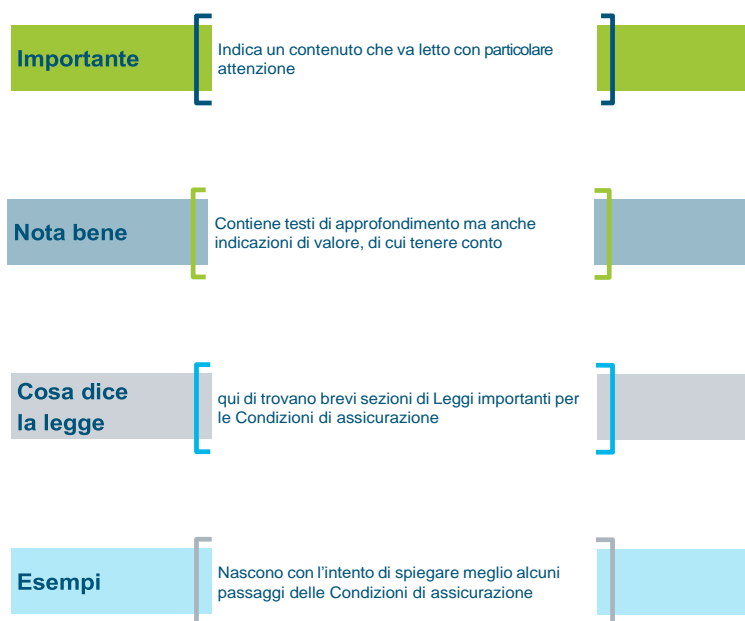 Importante
Indica un contenuto che va letto con particolare
attenzione
Nota bene
Contiene testi di approfondimento ma anche
indicazioni di valore, di cui tenere conto
Cosa dice
la legge
qui di trovano brevi sezioni di Leggi importanti per
le Condizioni di assicurazione
Esempi
Nascono con l'intento di spiegare meglio alcuni
passaggi delle Condizioni di assicurazione